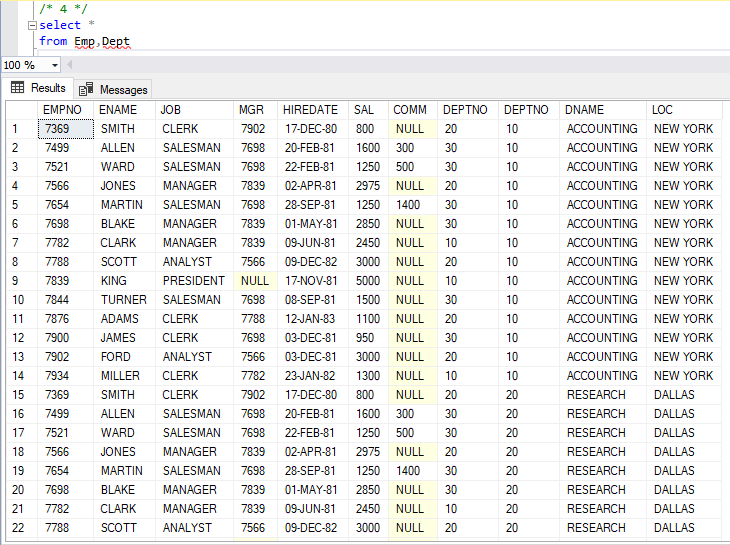 /* 4 */
select *
from Emp,Dept
100 %
Results Messages
EMPNO ENAME JOB MGR HIREDATE SAL COMM DEPTNO DEPTNO DNAME LOC
1 7369 SMITH CLERK 7902 17-DEC-80 800 NULL 20 10 ACCOUNTING NEW YORK
2 7499 ALLEN SALESMAN 7698 20-FEB-81 1600 300 30 10 ACCOUNTING NEW YORK
3 7521 WARD SALESMAN 7698 22-FEB-81 1250 500 30 10 ACCOUNTING NEW YORK
4 7566 JONES MANAGER 7839 02-APR-81 2975 NULL 20 10 ACCOUNTING NEW YORK
5 7654 MARTIN SALESMAN 7698 28-SEP-81 1250 1400 30 10 ACCOUNTING NEW YORK
6 7698 BLAKE MANAGER 7839 01-MAY-81 2850 NULL 30 10 ACCOUNTING NEW YORK
7 7782 CLARK MANAGER 7839 09-JUN-81 2450 NULL 10 10 ACCOUNTING NEW YORK
8 7788 SCOTT ANALYST 7566 09-DEC-82 3000 NULL 20 10 ACCOUNTING NEW YORK
9 7839 KING PRESIDENT NULL 17-NOV-81 5000 NULL 10 10 ACCOUNTING NEW YORK
10 7844 TURNER SALESMAN 7698 08-SEP-81 1500 NULL 30 10 ACCOUNTING NEW YORK
11 7876 ADAMS CLERK 7788 12-JAN-83 1100 NULL 20 10 ACCOUNTING NEW YORK
12 7900 JAMES CLERK 7698 03-DEC-81 950 NULL 30 10 ACCOUNTING NEW YORK
13 7902 FORD ANALYST 7566 03-DEC-81 3000 NULL 20 10 ACCOUNTING NEW YORK
14 7934 MILLER CLERK 7782 23-JAN-82 1300 NULL 10 10 ACCOUNTING NEW YORK
15 7369 SMITH CLERK 7902 17-DEC-80 800 NULL 20 20 RESEARCH DALLAS
16 7499 ALLEN SALESMAN 7698 20-FEB-81 1600 300 30 20 RESEARCH DALLAS
17 7521 WARD SALESMAN 7698 22-FEB-81 1250 500 30 20 RESEARCH DALLAS
18 7566 JONES MANAGER 7839 02-APR-81 2975 NULL 20 20 RESEARCH DALLAS
19 7654 MARTIN SALESMAN 7698 28-SEP-81 1250 1400 30 20 RESEARCH DALLAS
20 7698 BLAKE MANAGER 7839 01-MAY-81 2850 NULL 30 20 RESEARCH DALLAS
21 7782 CLARK MANAGER 7839 09-JUN-81 2450 NULL 10 20 RESEARCH DALLAS
22 7788 SCOTT ANALYST 7566 09-DEC-82 3000 NULL 20 20 RESEARCH DALLAS